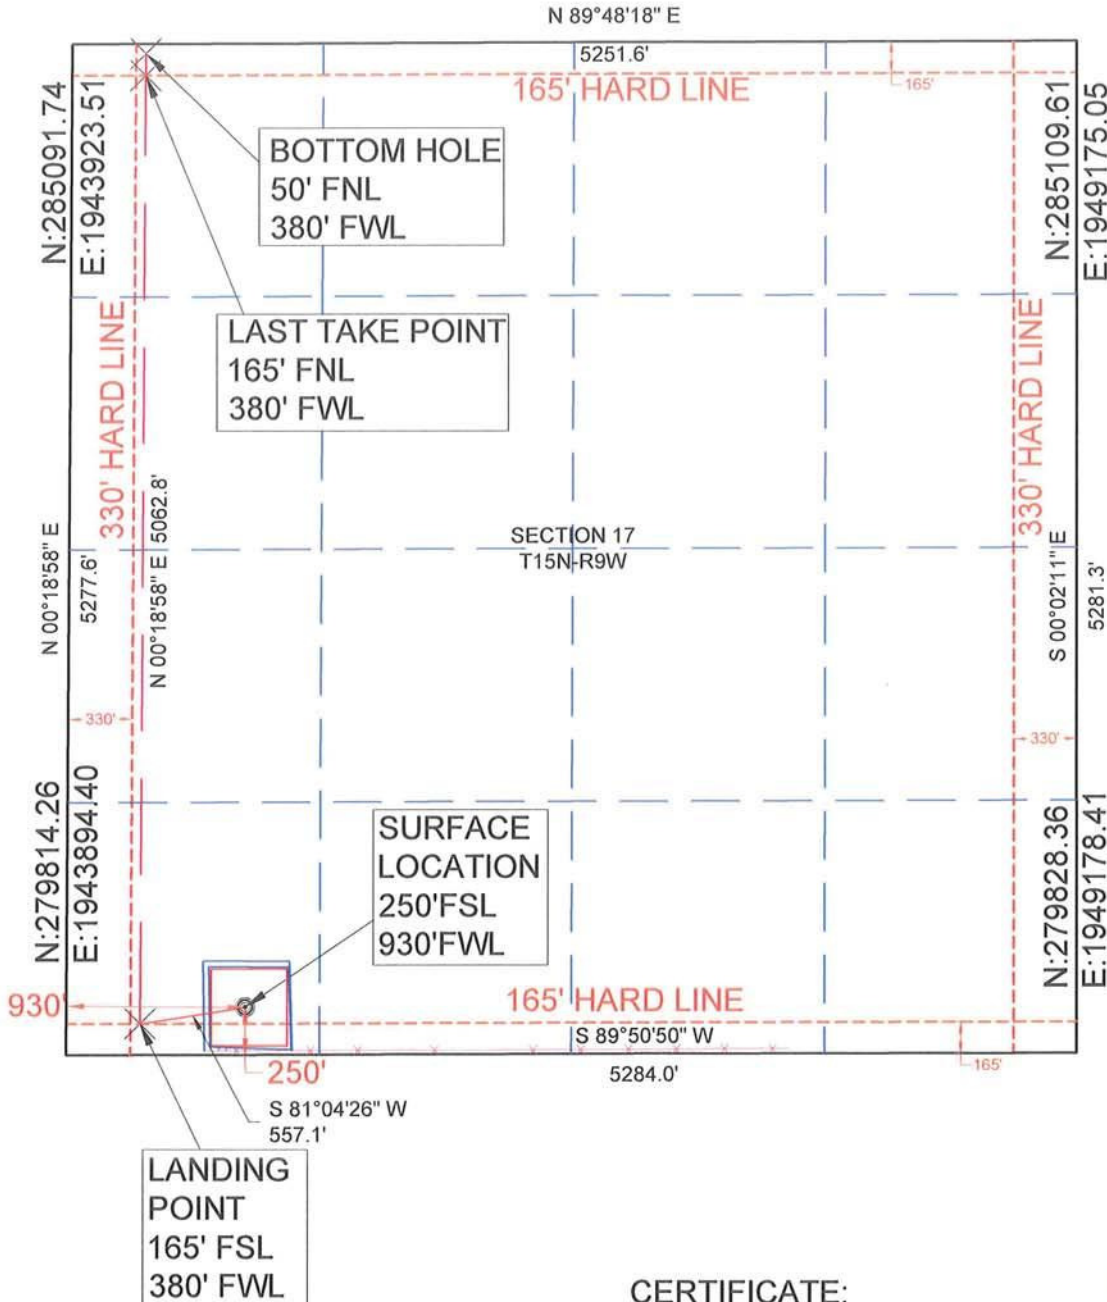 N 89°48'18" E
5251.6'
165' HARD LINE
165'
N:285091.74
E:1943923.51
N:285109.61
E:1949175.05
BOTTOM HOLE
50' FNL
380' FWL
LAST TAKE POINT
165' FNL
380' FWL
330' HARD LINE
330' HARD LINE
N 00°18'58" E
5277.6'
N 00°18'58" E 5062.8'
SECTION 17
T15N-R9W
S 00°02'11" E
5281.3'
330'
330'
N:279814.26
E:1943894.40
SURFACE
LOCATION
250'FSL
930'FWL
N:279828.36
E:1949178.41
930'
165' HARD LINE
S 89°50'50" W
5284.0'
165'
250'
S 81°04'26" W
557.1'
LANDING
POINT
165' FSL
380' FWL
CERTIFICATE: